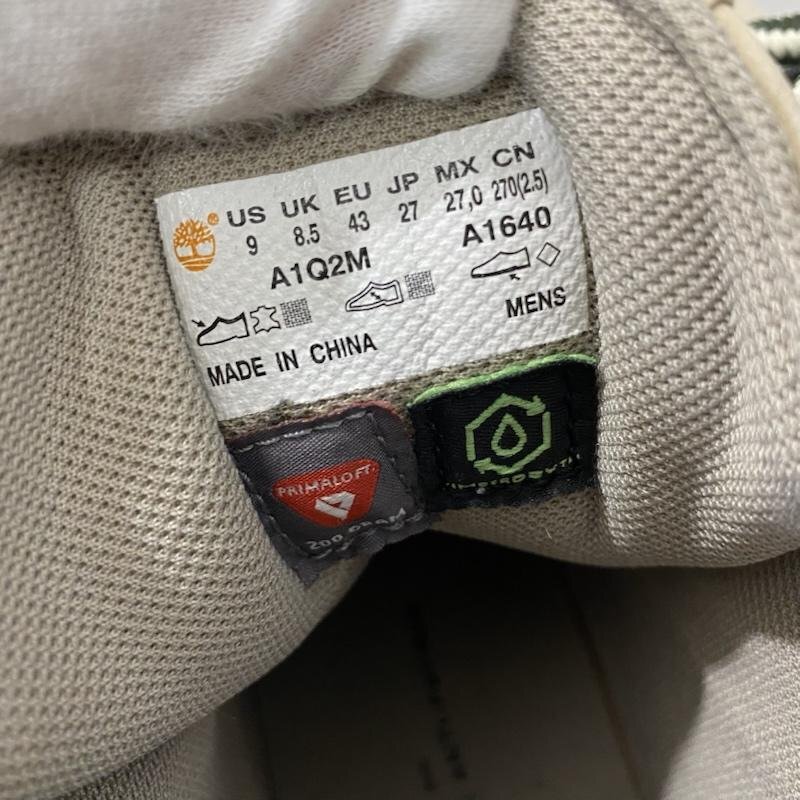 ® US UK EU JP MX CN
9 8.5 43 27 27,0 270(2.5)
A1Q2M A1640
MENS
MADE IN CHINA
PRIMALOFT
200 GRAM